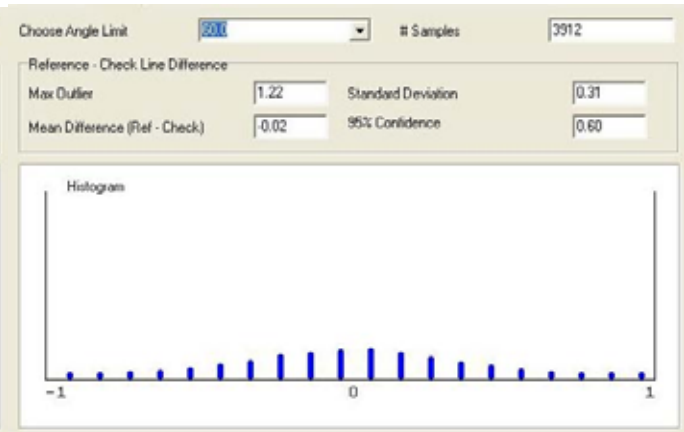 Choose Angle Limit 60.0 # Samples 3912
Reference - Check Line Difference
Max Outlier 1.22 Standard Deviation 0.31
Mean Difference (Ref - Check) -0.02 95% Confidence 0.60
Histogram
-1 0 1